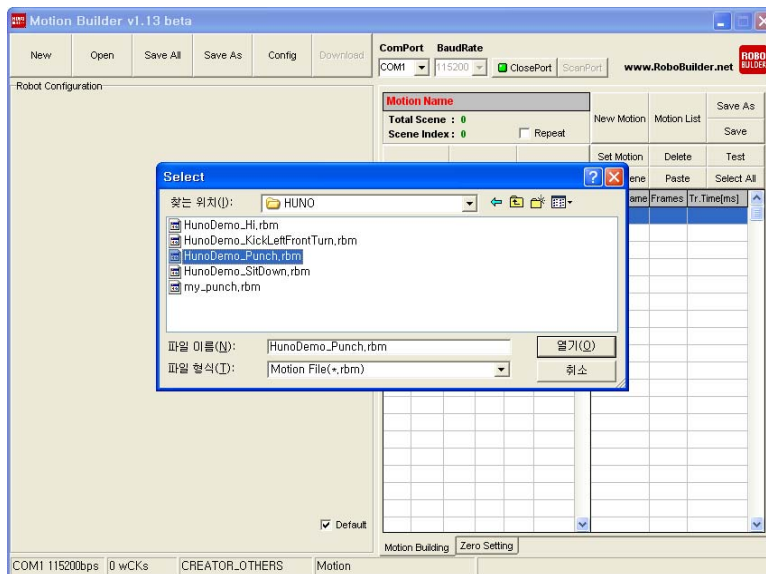 Motion Builder v1.13 beta
New Open Save All Save As Config Download
ComPort BaudRate
COM1 115200 ClosePort ScanPort www.RoboBuilder.net ROBO BUILDER
Robot Configuration
Motion Name
Total Scene : 0
Scene Index : 0 Repeat
New Motion Motion List Save As
Save
Set Motion Delete Test
ene Paste Select All
ame Frames Tr.Time[ms]
Select
찾는 위치(I): HUNO
HunoDemo_Hi,rbm
HunoDemo_KickLeftFrontTurn,rbm
HunoDemo_Punch,rbm
HunoDemo_SitDown,rbm
my_punch,rbm
파일 이름(N): HunoDemo_Punch,rbm 열기(O)
파일 형식(T): Motion File(*,rbm) 취소
Default
Motion Building Zero Setting
COM1 115200bps 0 wCKs CREATOR_OTHERS Motion